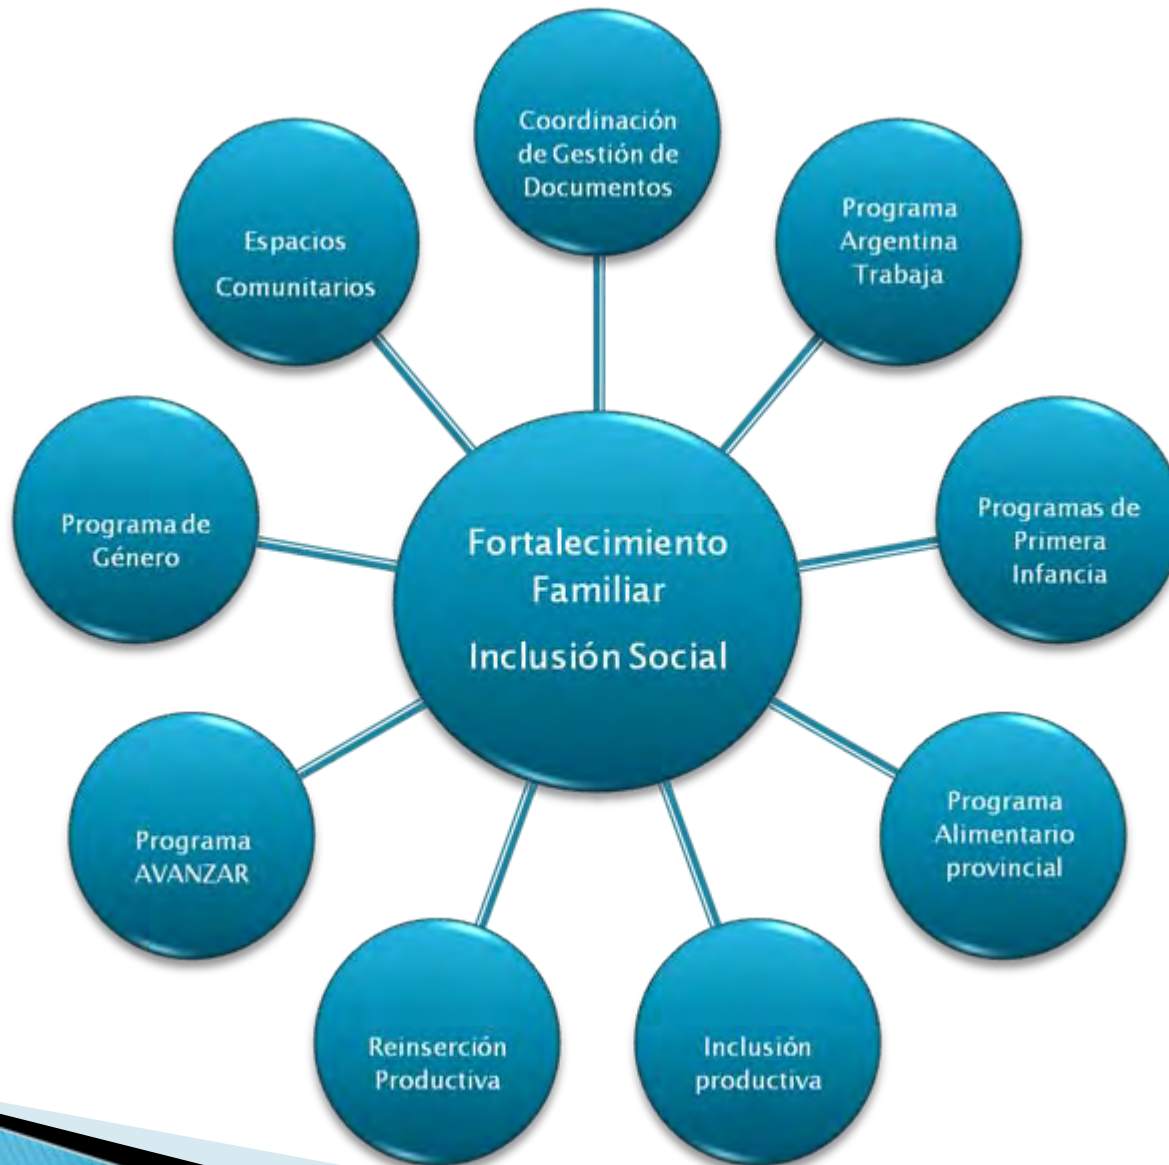 Coordinación
de Gestión de
Documentos
Programa
Argentina
Trabaja
Programas de
Primera
Infancia
Programa
Alimentario
provincial
Inclusión
productiva
Reinserción
Productiva
Programa
AVANZAR
Programa de
Género
Espacios
Comunitarios
Fortalecimiento
Familiar
Inclusión Social